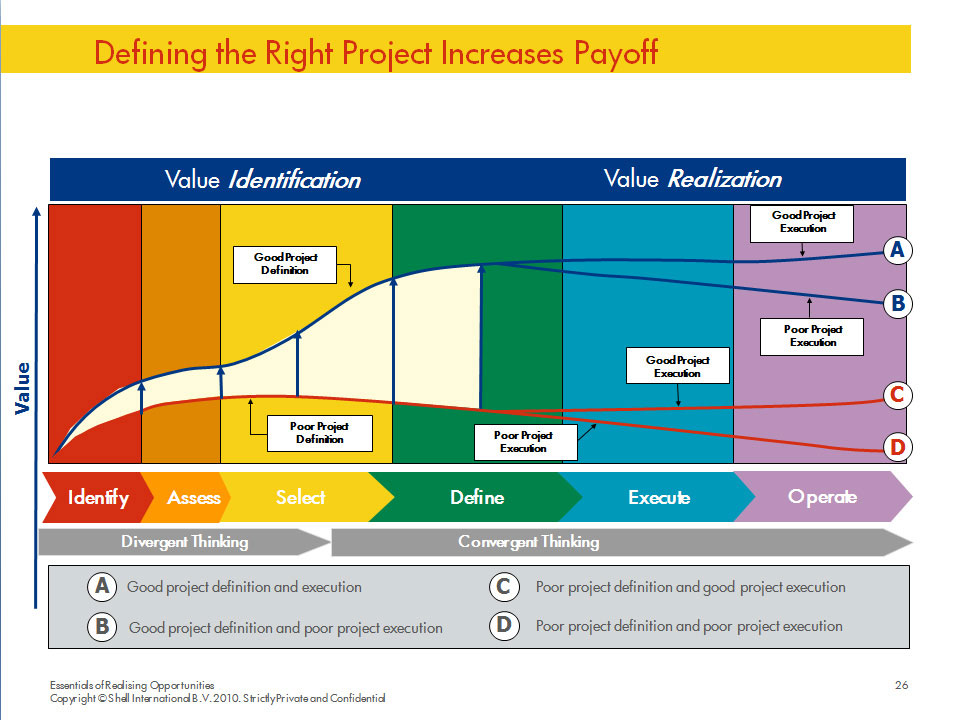 Defining the Right Project Increases Payoff
Value Identification
Value Realization
Value
Good Project
Definition
Poor Project
Definition
Good Project
Execution
A
B
Poor Project
Execution
Good Project
Execution
C
Poor Project
Execution
D
Identify
Assess
Select
Define
Execute
Operate
Divergent Thinking
Convergent Thinking
A Good project definition and execution
C Poor project definition and good project execution
B Good project definition and poor project execution
D Poor project definition and poor project execution
Essentials of Realising Opportunities
26
Copyright © Shell International B.V. 2010. Strictly Private and Confidential